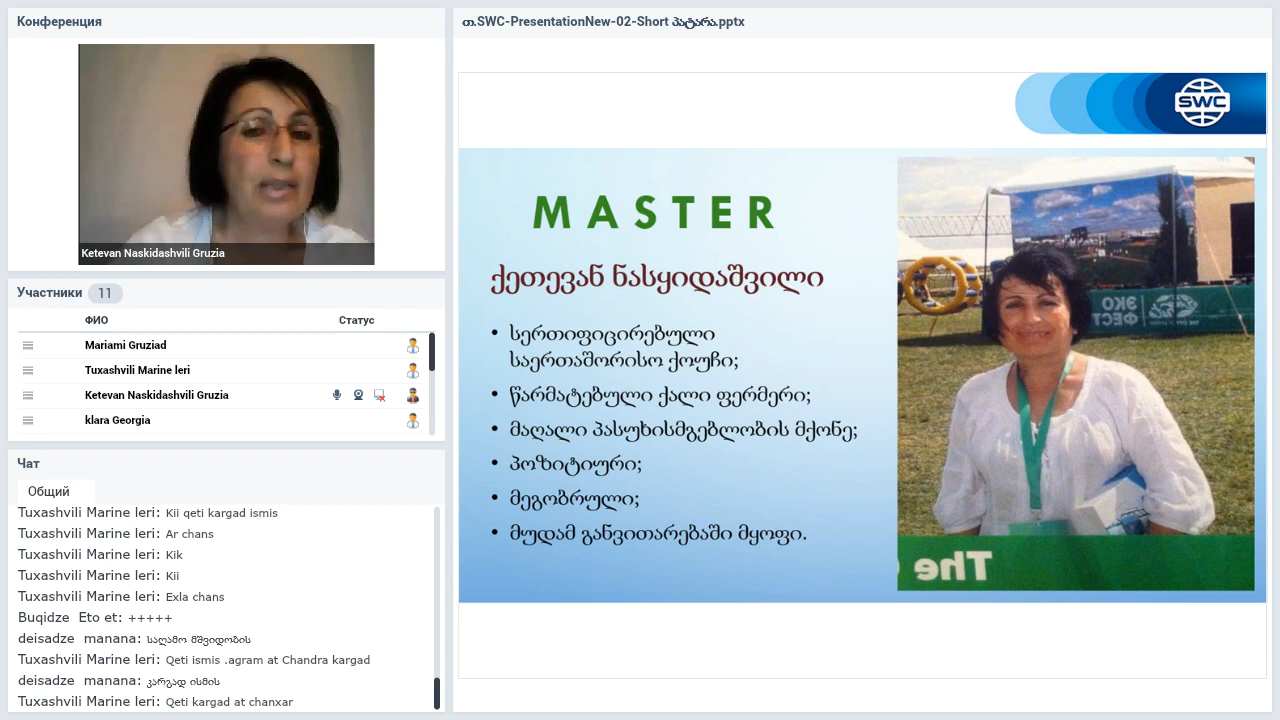 Конференция
Ketevan Naskidashvili Gruzia
Участники 11
ФИО Статус
Mariami Gruziad
Tuxashvili Marine leri
Ketevan Naskidashvili Gruzia
klara Georgia
Чат
Общий
Tuxashvili Marine leri: Kii qeti kargad ismis
Tuxashvili Marine leri: Ar chans
Tuxashvili Marine leri: Kik
Tuxashvili Marine leri: Kii
Tuxashvili Marine leri: Exla chans
Buqidze Eto et: +++++
deisadze manana: საღამო მშვიდობის
Tuxashvili Marine leri: Qeti ismis .agram at Chandra kargad
deisadze manana: კარგად ისმის
Tuxashvili Marine leri: Qeti kargad at chanxar
თ.SWC-PresentationNew-02-Short პატარა.pptx
SWC
MASTER
ქეთევან ნასყიდაშვილი
• სერთიფიცირებული
საერთაშორისო ქოუჩი;
• წარმატებული ქალი ფერმერი;
• მაღალი პასუხისმგებლობის მქონე;
• პოზიტიური;
• მეგობრული;
• მუდამ განვითარებაში მყოფი.
ЭКО
ФЕСТ
The